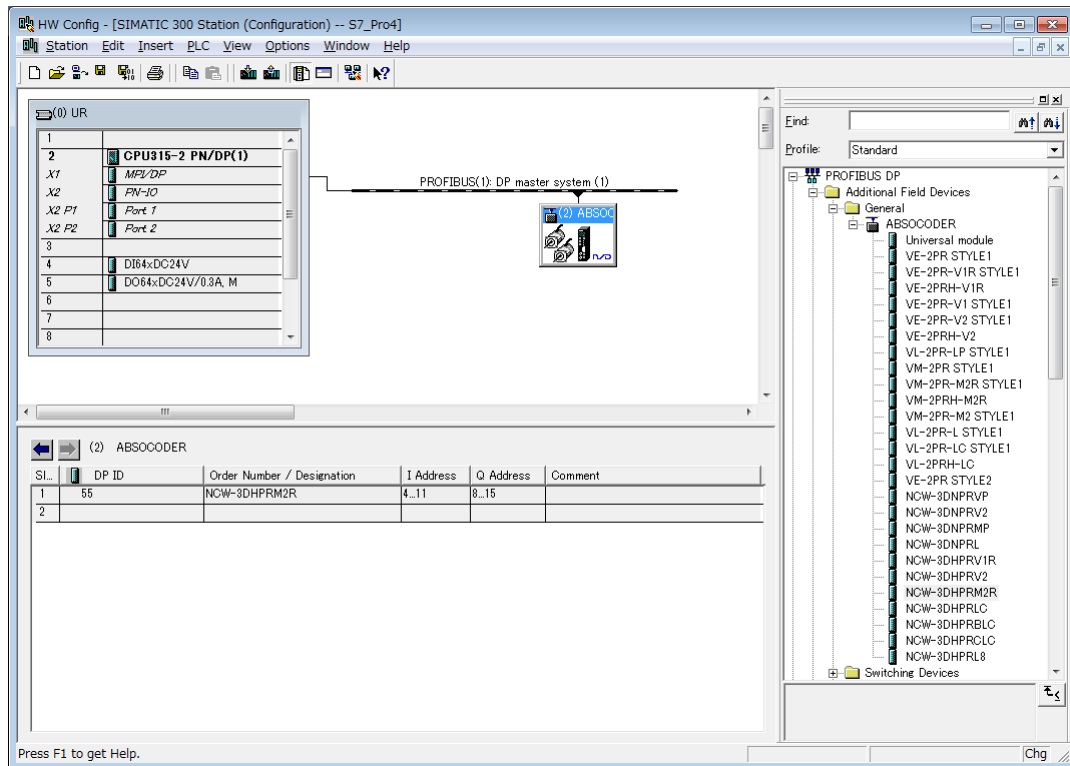 HW Config - [SIMATIC 300 Station (Configuration) -- S7_Pro4]
Station Edit Insert PLC View Options Window Help
(0) UR
1
2 CPU315-2 PN/DP(1)
X1 MPI/DP
X2 PN-IO
X2 P1 Port 1
X2 P2 Port 2
3
4 DI64xDC24V
5 DO64xDC24V/0.3A, M
6
7
8
PROFIBUS(1): DP master system (1)
(2) ABSOC
(2) ABSOCODER
Sl... DP ID Order Number / Designation I Address Q Address Comment
1 55 NCW-3DHPRM2R 4...11 8...15
2
Find:
Profile: Standard
PROFIBUS DP
Additional Field Devices
General
ABSOCODER
Universal module
VE-2PR STYLE1
VE-2PR-V1R STYLE1
VE-2PRH-V1R
VE-2PR-V1 STYLE1
VE-2PR-V2 STYLE1
VE-2PRH-V2
VL-2PR-LP STYLE1
VM-2PR STYLE1
VM-2PR-M2R STYLE1
VM-2PRH-M2R
VM-2PR-M2 STYLE1
VL-2PR-L STYLE1
VL-2PR-LC STYLE1
VL-2PRH-LC
VE-2PR STYLE2
NCW-3DNPRVP
NCW-3DNPRV2
NCW-3DNPRMP
NCW-3DNPRL
NCW-3DHPRV1R
NCW-3DHPRV2
NCW-3DHPRM2R
NCW-3DHPRLC
NCW-3DHPRBLC
NCW-3DHPRCLC
NCW-3DHPRL8
Switching Devices
Press F1 to get Help.
Chg